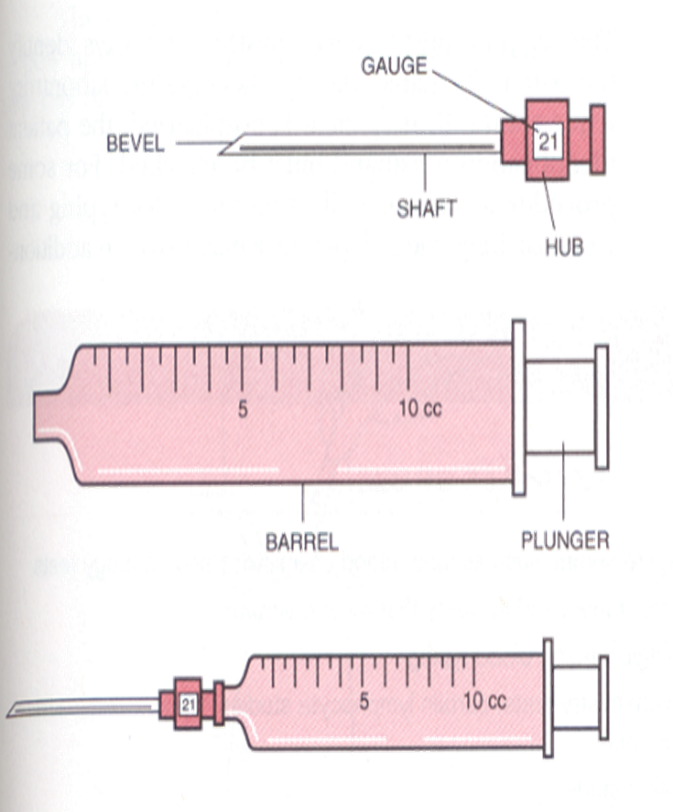 GAUGE
21
BEVEL
SHAFT
HUB
5 10 cc
BARREL
PLUNGER
21
5 10 cc